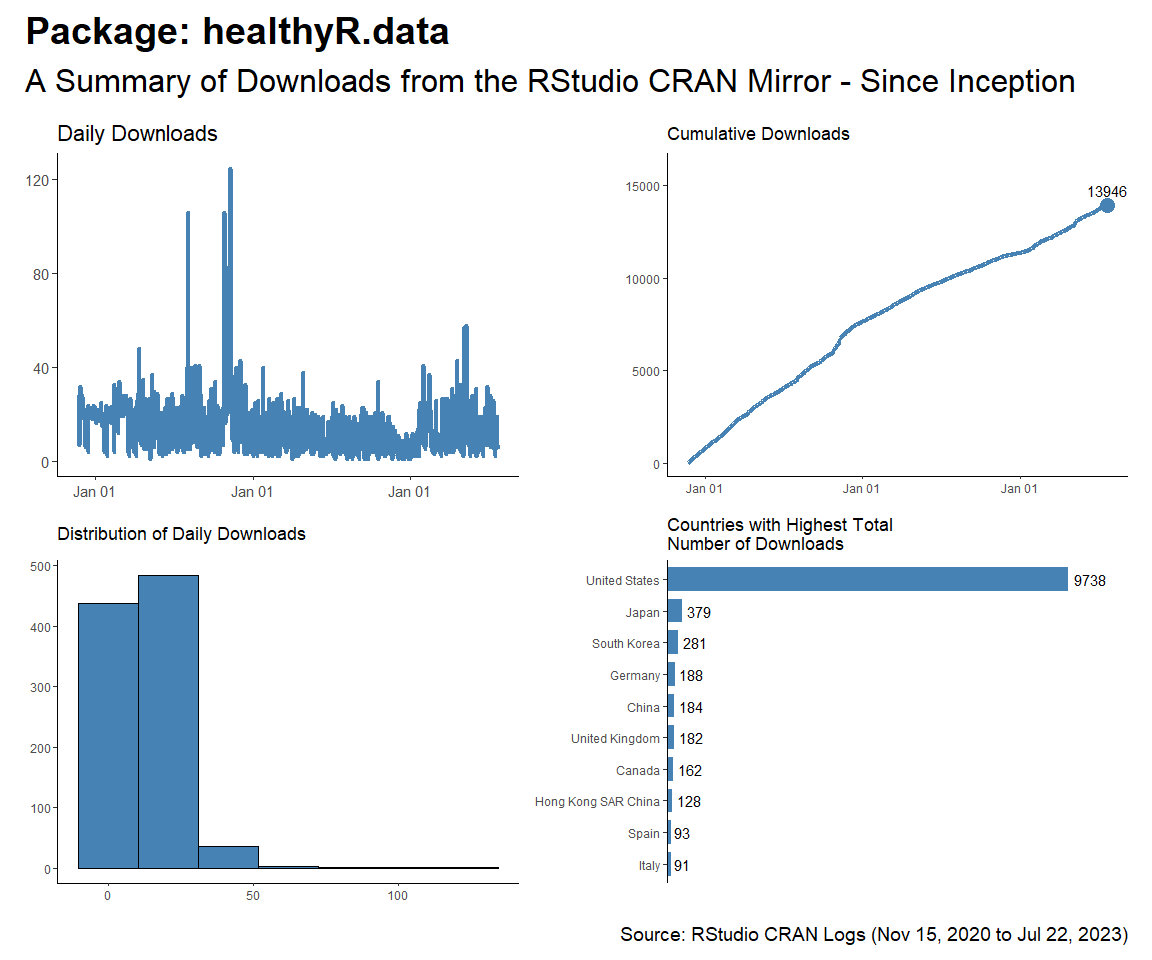 Package: healthyR.data
A Summary of Downloads from the RStudio CRAN Mirror - Since Inception
Daily Downloads
120
80
40
0
Jan 01
Jan 01
Jan 01
Cumulative Downloads
15000
10000
5000
0
13946
Jan 01
Jan 01
Jan 01
Distribution of Daily Downloads
500
400
300
200
100
0
0
50
100
Countries with Highest Total
Number of Downloads
United States 9738
Japan 379
South Korea 281
Germany 188
China 184
United Kingdom 182
Canada 162
Hong Kong SAR China 128
Spain 93
Italy 91
Source: RStudio CRAN Logs (Nov 15, 2020 to Jul 22, 2023)